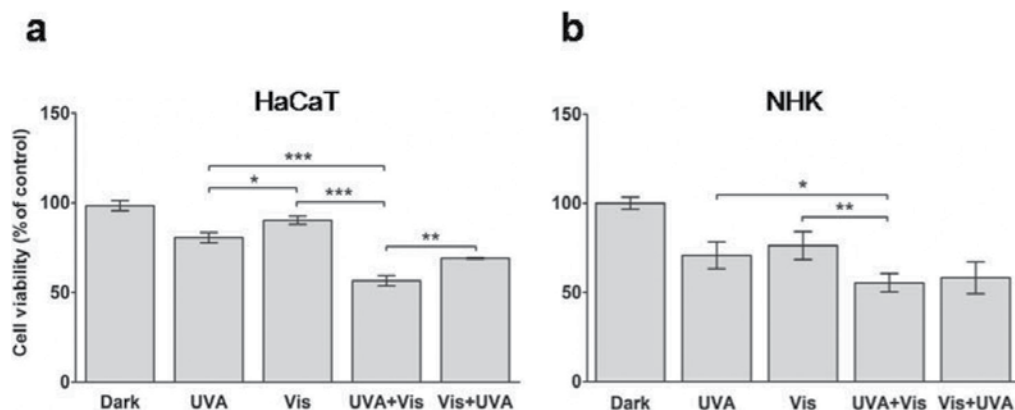 a
b
HaCaT
NHK
Cell viability (% of control)
150
100
50
0
***
*
***
**
Dark UVA Vis UVA+Vis Vis+UVA
150
100
50
0
*
**
Dark UVA Vis UVA+Vis Vis+UVA